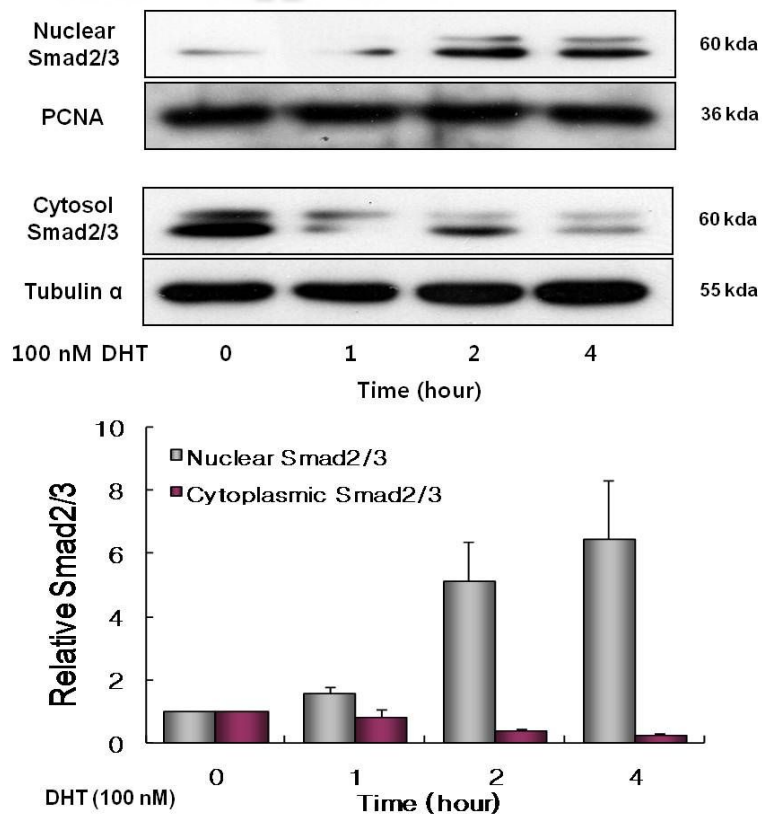 Nuclear
Smad2/3
60 kda
PCNA
36 kda
Cytosol
Smad2/3
60 kda
Tubulin α
55 kda
100 nM DHT 0 1 2 4
Time (hour)
10
8
6
4
2
0
Relative Smad2/3
Nuclear Smad2/3
Cytoplasmic Smad2/3
0 1 2 4
DHT (100 nM)
Time (hour)